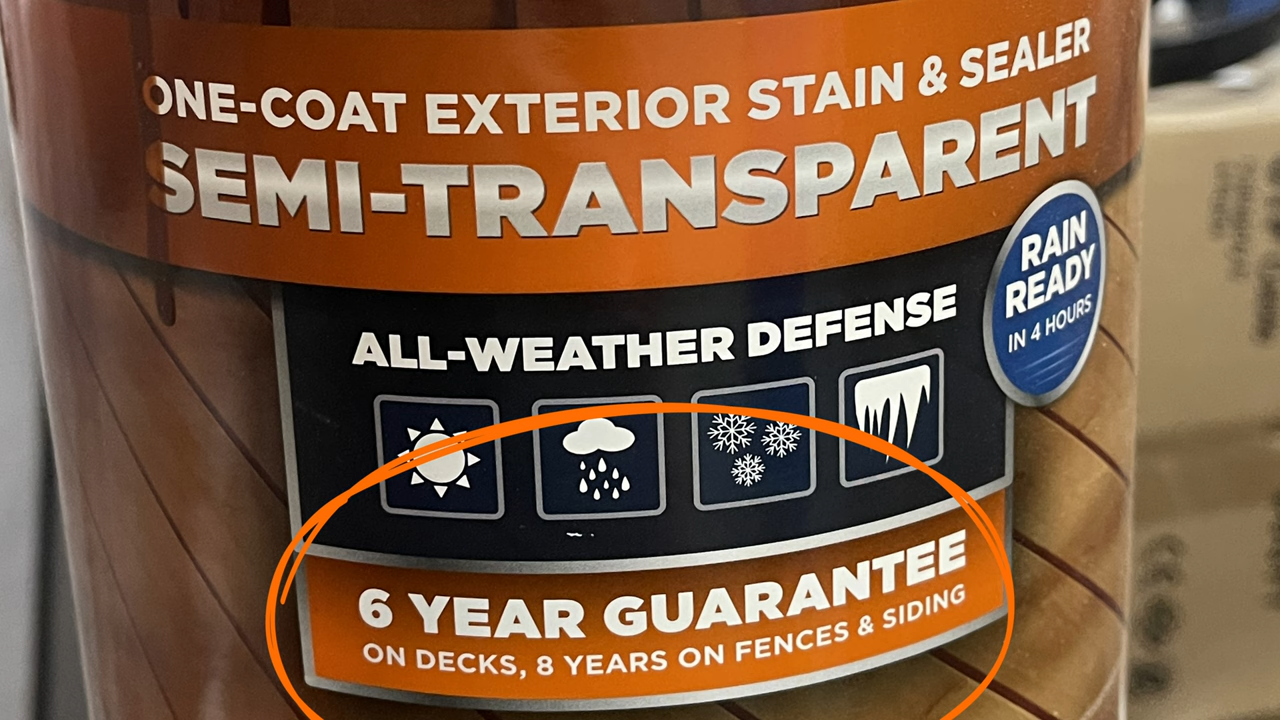 ONE-COAT EXTERIOR STAIN & SEALER
SEMI-TRANSPARENT
RAIN
READY
IN 4 HOURS
ALL-WEATHER DEFENSE
6 YEAR GUARANTEE
ON DECKS, 8 YEARS ON FENCES & SIDING